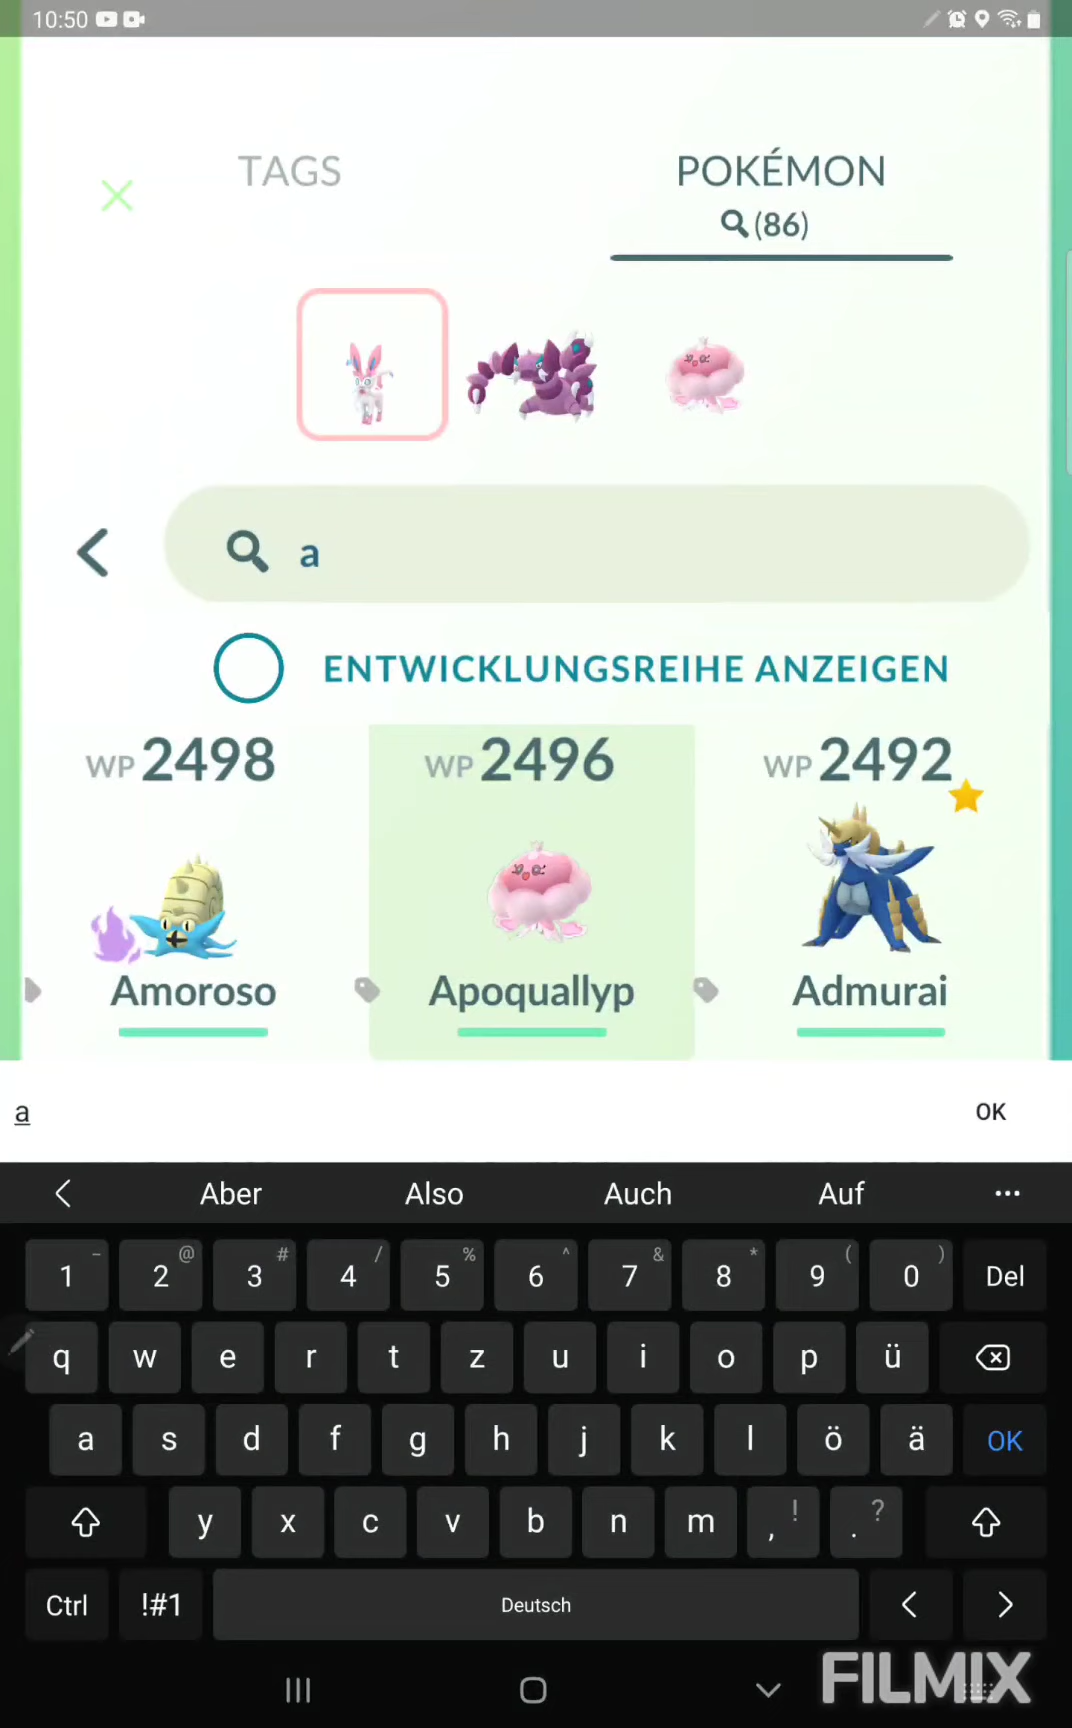 10:50
TAGS
POKÉMON
(86)
a
ENTWICKLUNGSREIHE ANZEIGEN
WP 2498
WP 2496
WP 2492
Amoroso
Apoquallyp
Admurai
a
OK
Aber Also Auch Auf ...
1 - 2 @ 3 # 4 / 5 % 6 ^ 7 & 8 * 9 ( 0 ) Del
q w e r t z u i o p ü
a s d f g h j k l ö ä OK
y x c v b n m , ! . ?
Ctrl !#1 Deutsch
FILMIX